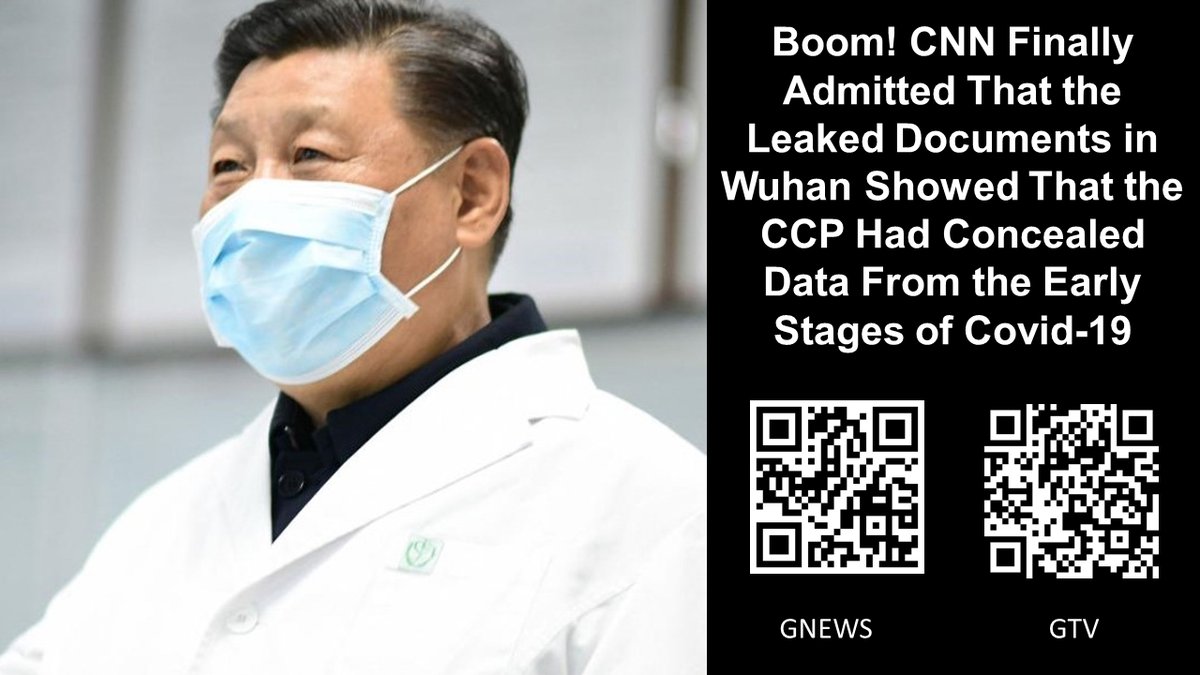 Boom! CNN Finally
Admitted That the
Leaked Documents in
Wuhan Showed That the
CCP Had Concealed
Data From the Early
Stages of Covid-19
GNEWS
GTV